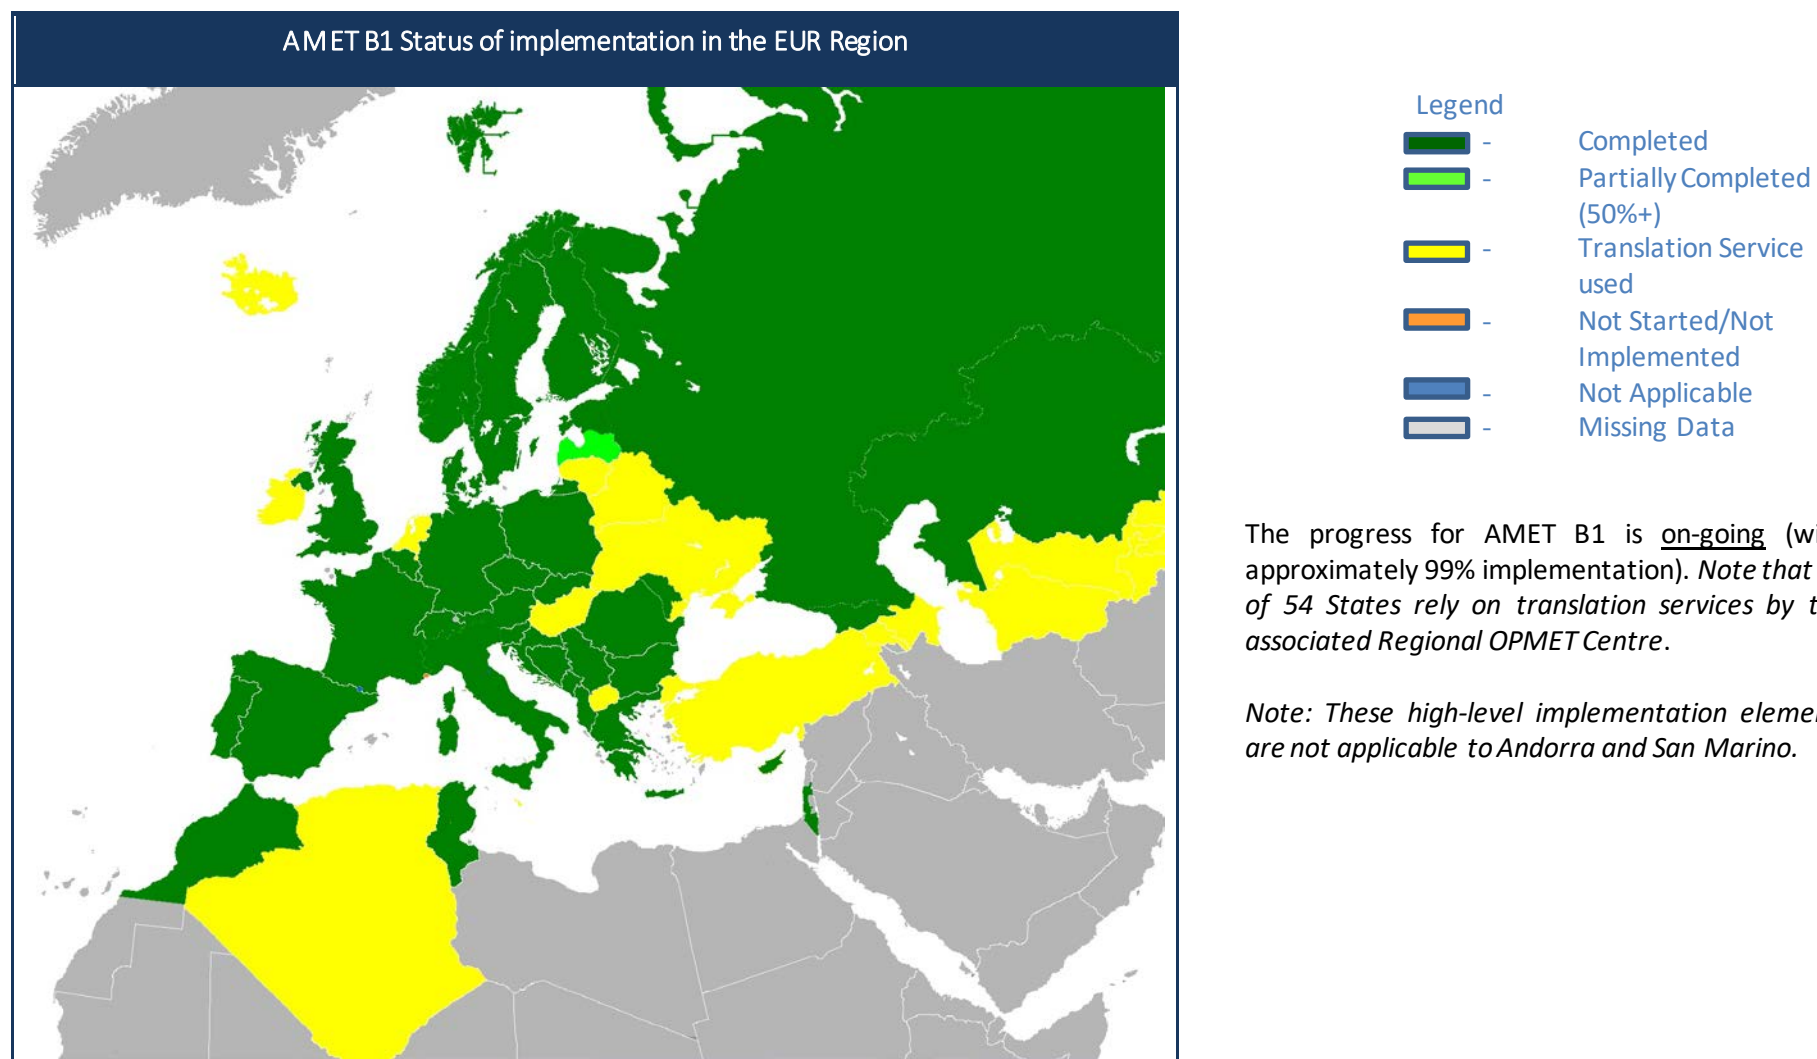 AMET B1 Status of implementation in the EUR Region
Legend
- Completed
- Partially Completed
(50%+)
- Translation Service
used
- Not Started/Not
Implemented
- Not Applicable
- Missing Data
The progress for AMET B1 is on-going
approximately 99% implementation). Note that
of 54 States rely on translation services by
associated Regional OPMET Centre.
Note: These high-level implementation
are not applicable to Andorra and San Marino.